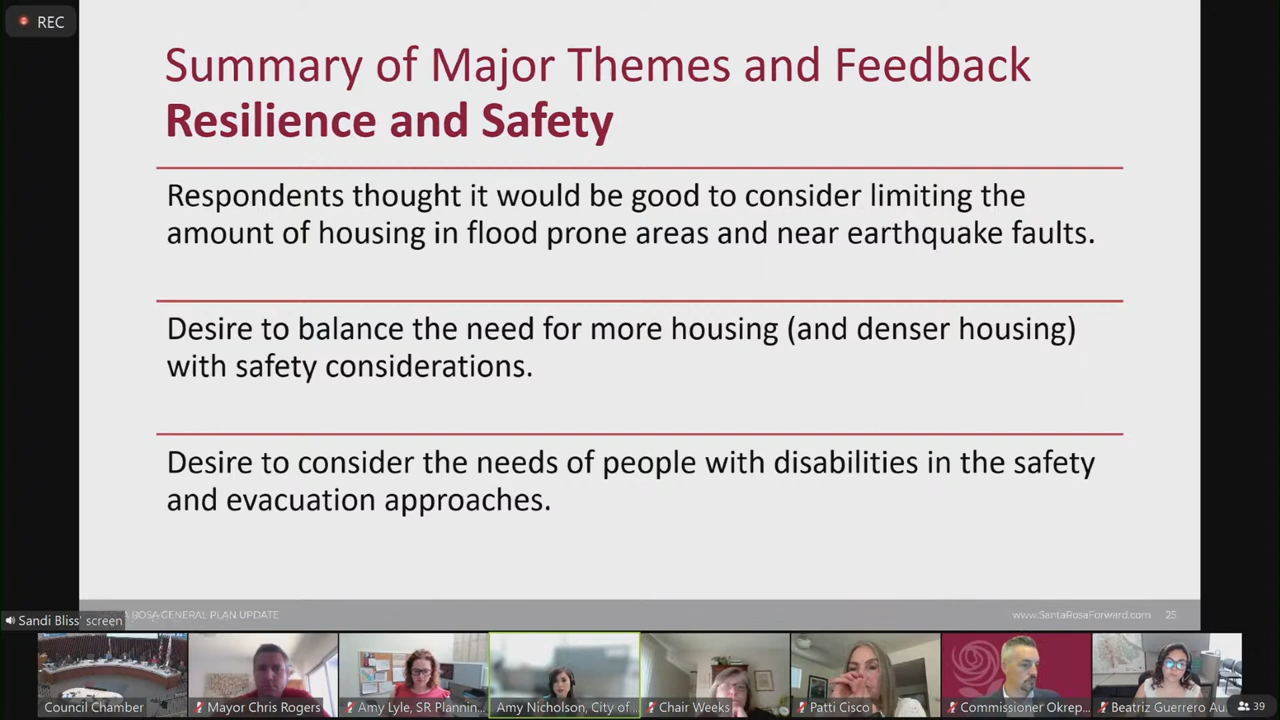 REC
Summary of Major Themes and Feedback
Resilience and Safety
Respondents thought it would be good to consider limiting the
amount of housing in flood prone areas and near earthquake faults.
Desire to balance the need for more housing (and denser housing)
with safety considerations.
Desire to consider the needs of people with disabilities in the safety
and evacuation approaches.
Sandi Bliss' screen
A ROSA GENERAL PLAN UPDATE
www.SantaRosaForward.com 25
Council Chamber
Mayor Chris Rogers
Amy Lyle, SR Plannin...
Amy Nicholson, City of...
Chair Weeks
Patti Cisco
Commissioner Okrep...
Beatriz Guerrero Au
39